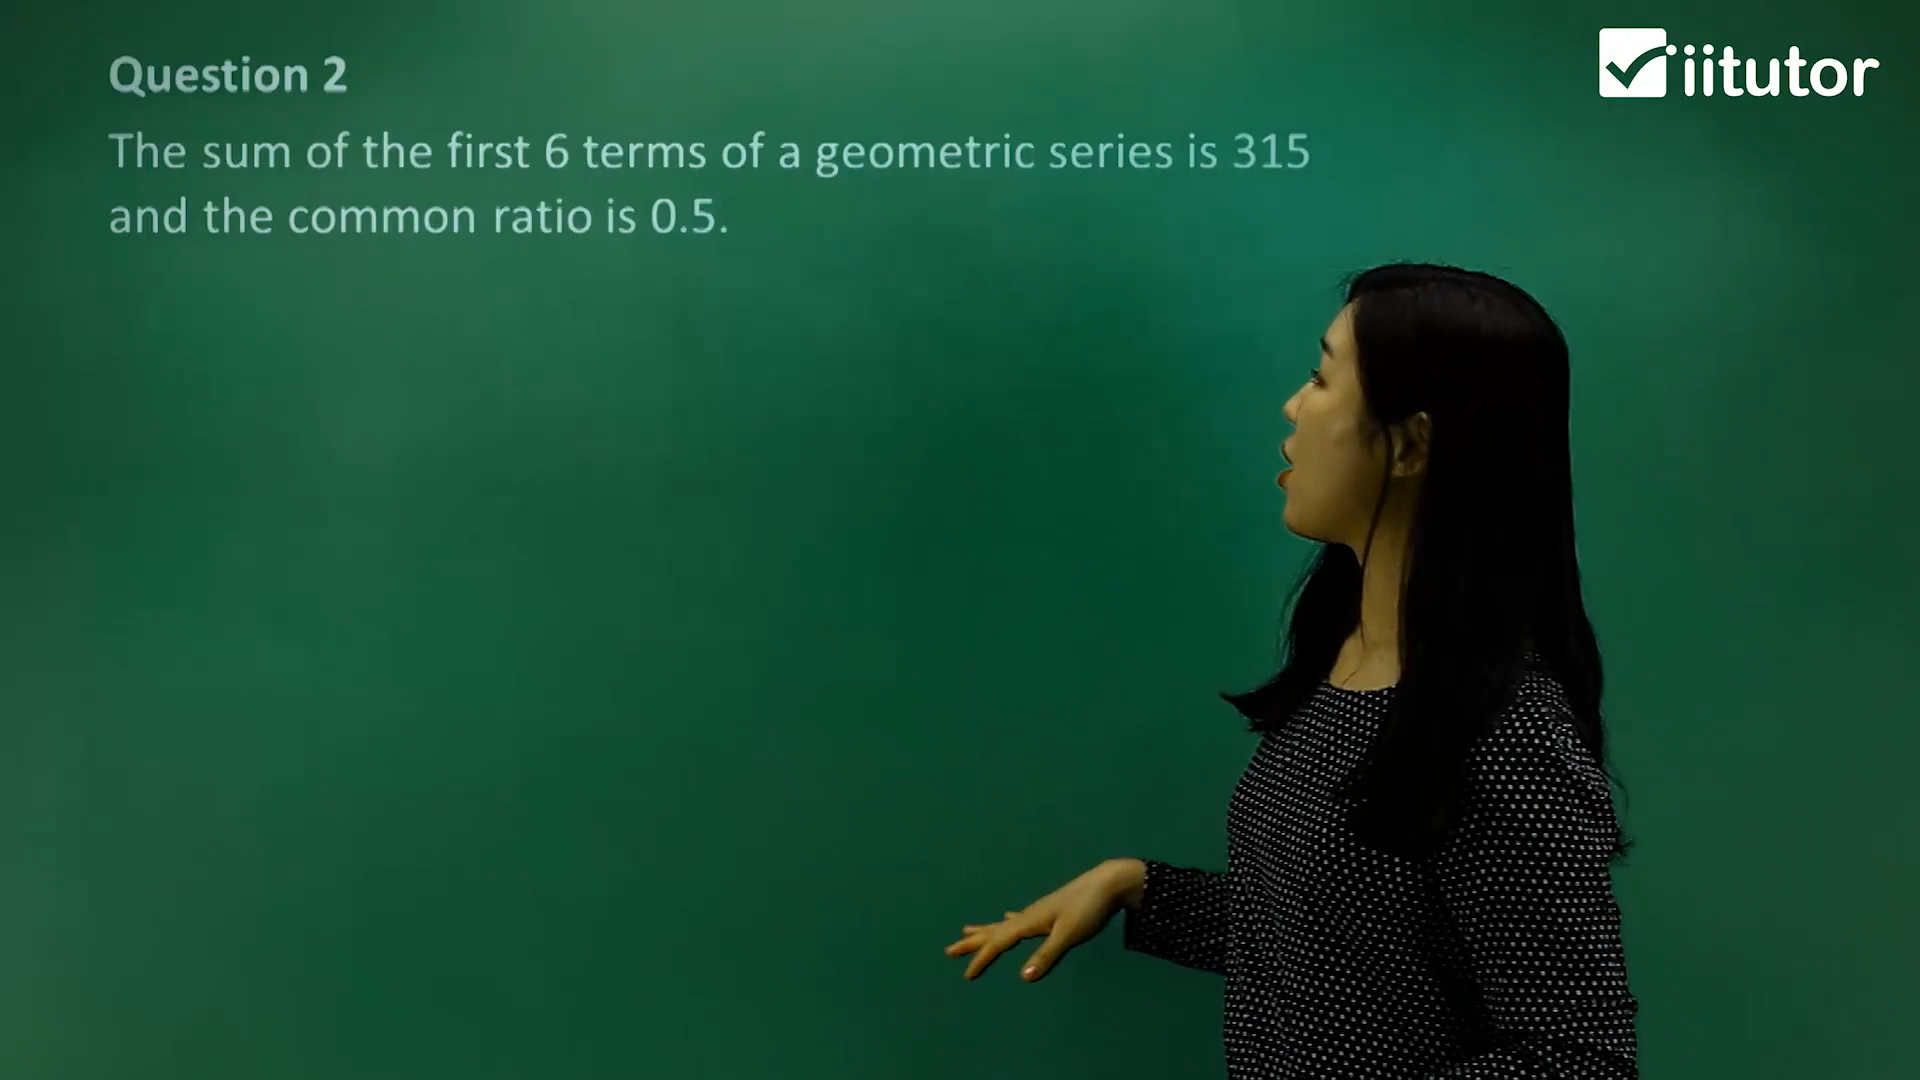 Question 2
iitutor
The sum of the first 6 terms of a geometric series is 315
and the common ratio is 0.5.